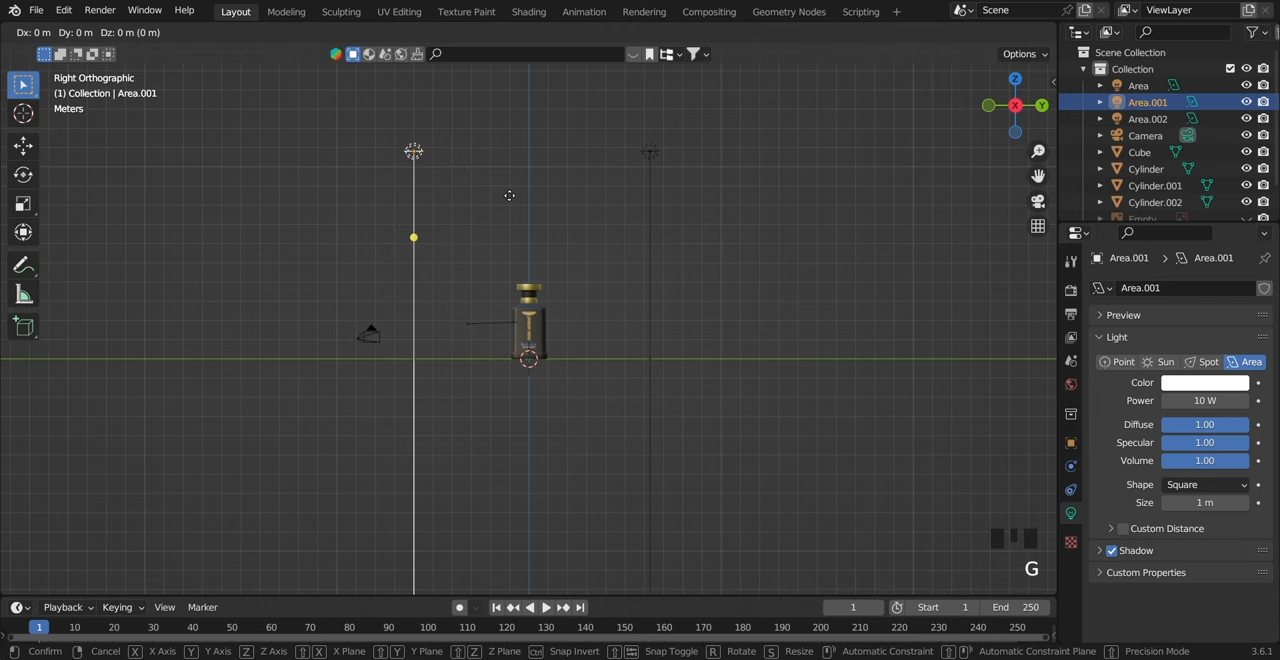 File Edit Render Window Help Layout Modeling Sculpting UV Editing Texture Paint Shading Animation Rendering Compositing Geometry Nodes Scripting + Scene ViewLayer
Dx: 0 m Dy: 0 m Dz: 0 m (0 m)
Options
Right Orthographic
(1) Collection | Area.001
Meters
Z
X
Y
Scene Collection
Collection
Area
Area.001
Area.002
Camera
Cube
Cylinder
Cylinder.001
Cylinder.002
Empty
Area.001 > Area.001
Area.001
Preview
Light
Point Sun Spot Area
Color
Power 10 W
Diffuse 1.00
Specular 1.00
Volume 1.00
Shape Square
Size 1 m
Custom Distance
Shadow
Custom Properties
G
Playback Keying View Marker 1 Start 1 End 250
1 10 20 30 40 50 60 70 80 90 100 110 120 130 140 150 160 170 180 190 200 210 220 230 240 250
Confirm Cancel X X Axis Y Y Axis Z Z Axis X X Plane Y Y Plane Z Z Plane Ctrl Snap Invert Snap Toggle R Rotate S Resize Automatic Constraint Automatic Constraint Plane Precision Mode 3.6.1